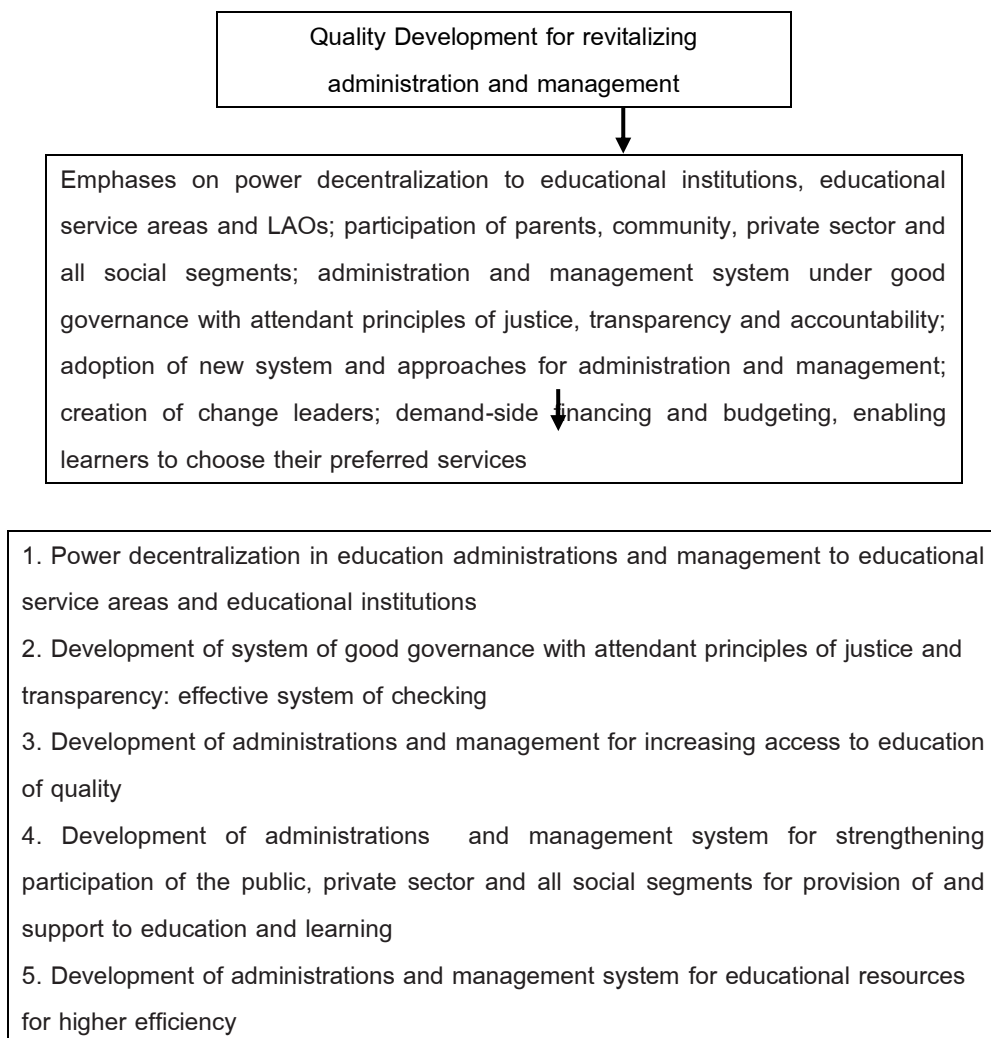 Quality Development for revitalizing
administration and management
Emphases on power decentralization to educational institutions, educational
service areas and LAOs; participation of parents, community, private sector and
all social segments; administration and management system under good
governance with attendant principles of justice, transparency and accountability;
adoption of new system and approaches for administration and management;
creation of change leaders; demand-side financing and budgeting, enabling
learners to choose their preferred services
1. Power decentralization in education administrations and management to educational
service areas and educational institutions
2. Development of system of good governance with attendant principles of justice and
transparency: effective system of checking
3. Development of administrations and management for increasing access to education
of quality
4. Development of administrations and management system for strengthening
participation of the public, private sector and all social segments for provision of and
support to education and learning
5. Development of administrations and management system for educational resources
for higher efficiency